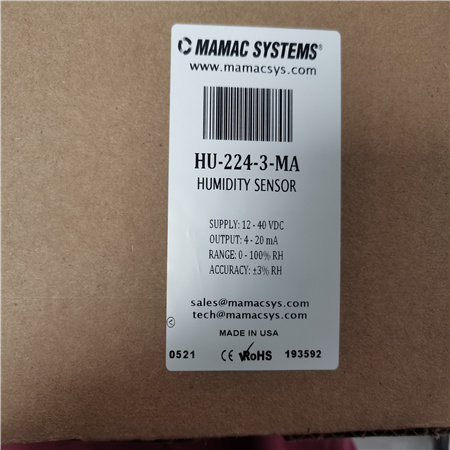 MAMAC SYSTEMS®
www.mamacsys.com
HU-224-3-MA
HUMIDITY SENSOR
SUPPLY: 12 - 40 VDC
OUTPUT: 4 - 20 mA
RANGE: 0 - 100% RH
ACCURACY: ±3% RH
sales@mamacsys.com
tech@mamacsys.com
MADE IN USA
0521 CE RoHS 193592